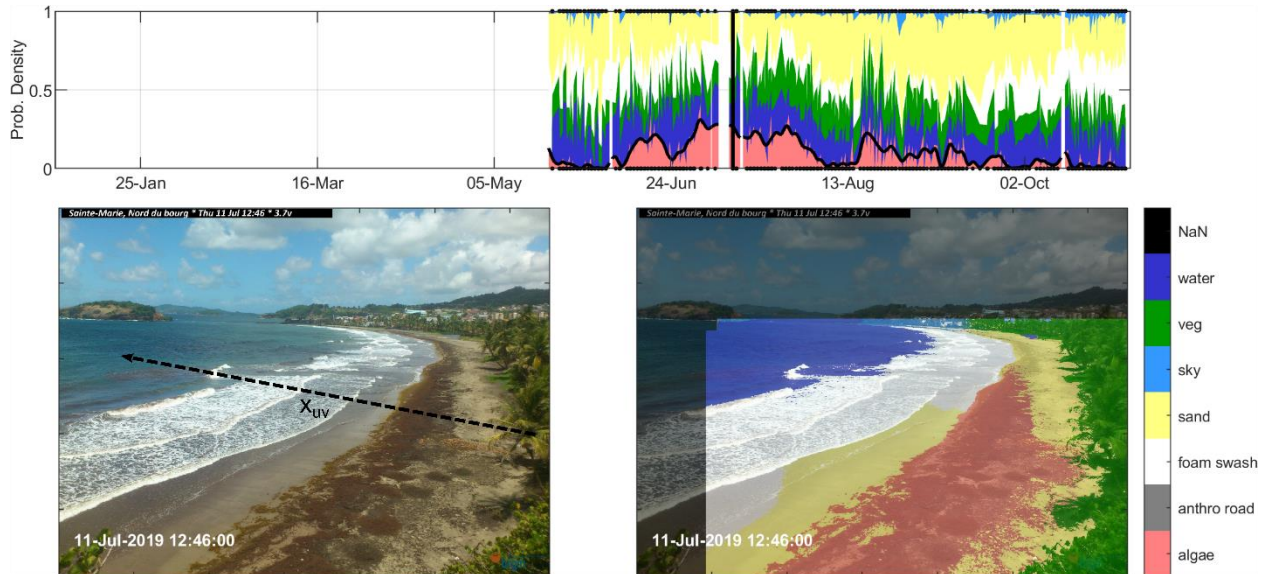 1
0.5
0
Prob. Density
25-Jan
16-Mar
05-May
24-Jun
13-Aug
02-Oct
Sainte-Marie, Nord du bourg * Thu 11 Jul 12:46 * 3.7v
Xuv
11-Jul-2019 12:46:00
Sainte-Marie, Nord du bourg * Thu 11 Jul 12:46 * 3.7v
11-Jul-2019 12:46:00
NaN
water
veg
sky
sand
foam swash
anthro road
algae